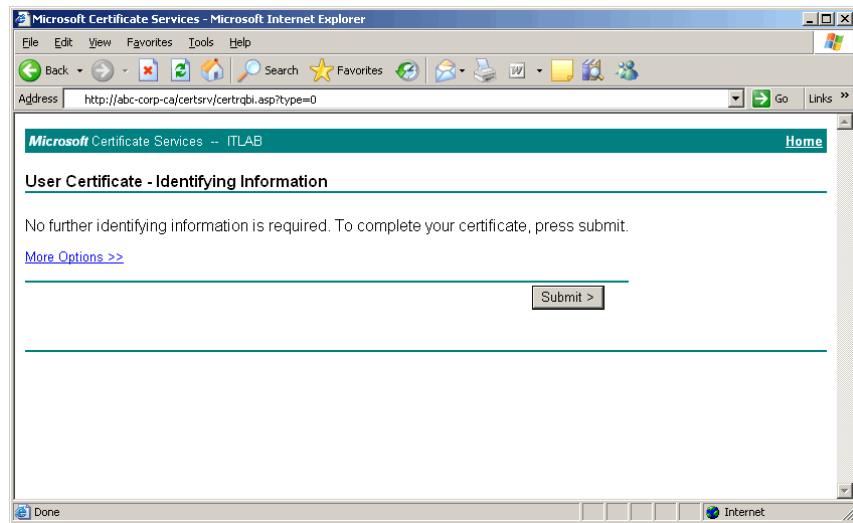 Microsoft Certificate Services - Microsoft Internet Explorer
File Edit View Favorites Tools Help
Back Search Favorites
Address http://abc-corp-ca/certsrv/certrqbi.asp?type=0 Go Links »
Microsoft Certificate Services -- ITLAB Home
User Certificate - Identifying Information
No further identifying information is required. To complete your certificate, press submit.
More Options >>
Submit >
Done Internet